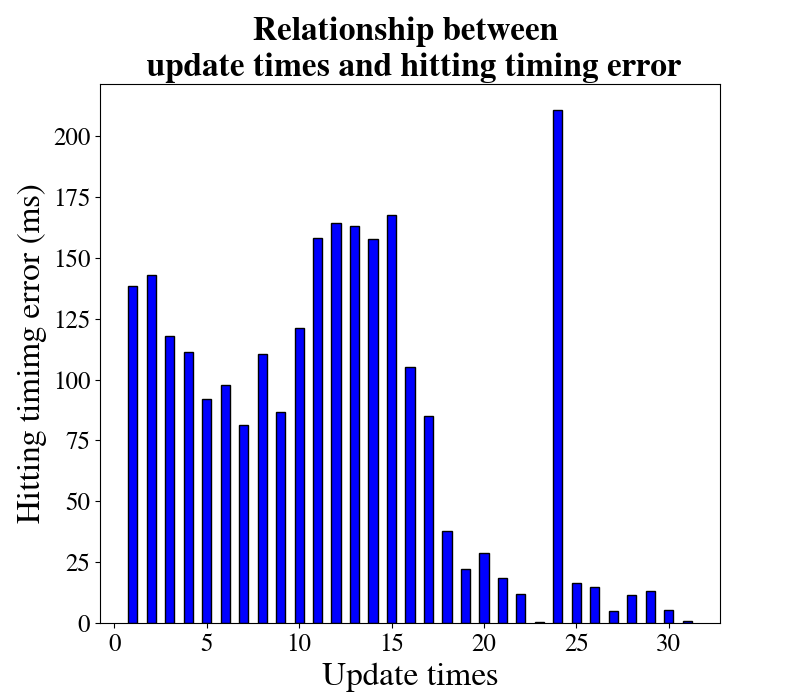 Relationship between
update times and hitting timing error
Hitting timimg error (ms)
200
175
150
125
100
75
50
25
0
0 5 10 15 20 25 30
Update times